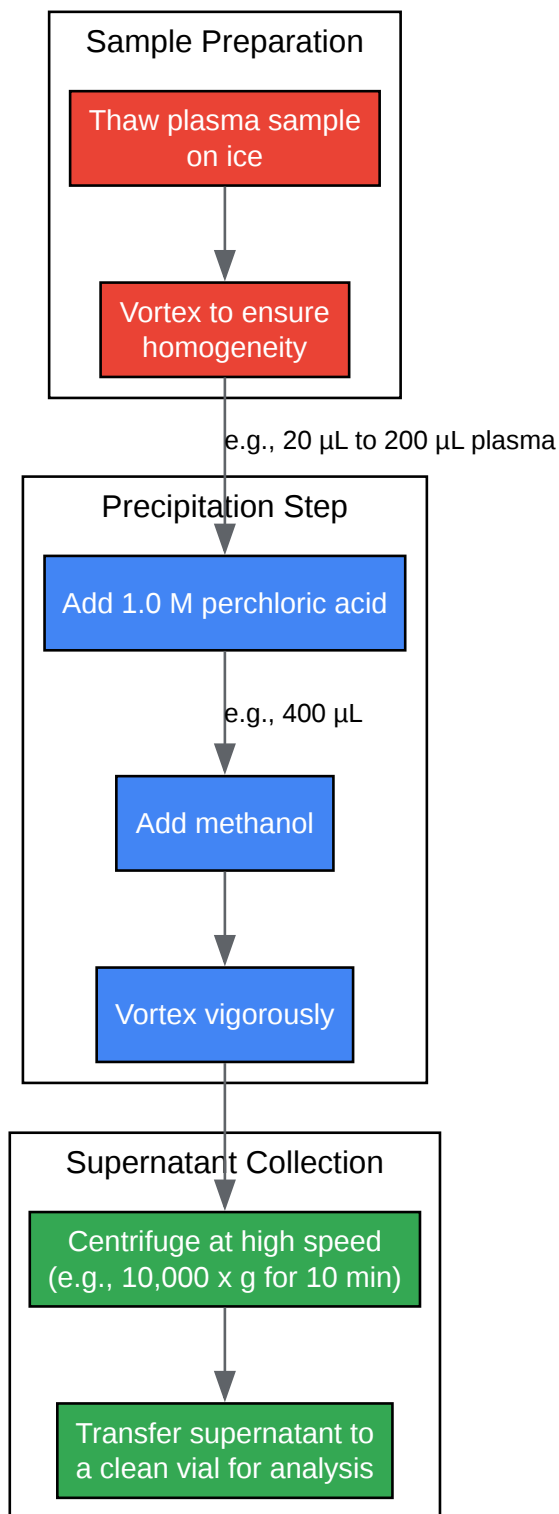 Sample Preparation
Thaw plasma sample
on ice
Vortex to ensure
homogeneity
e.g., 20 µL to 200 µL plasma
Precipitation Step
Add 1.0 M perchloric acid
e.g., 400 µL
Add methanol
Vortex vigorously
Supernatant Collection
Centrifuge at high speed
(e.g., 10,000 x g for 10 min)
Transfer supernatant to
a clean vial for analysis